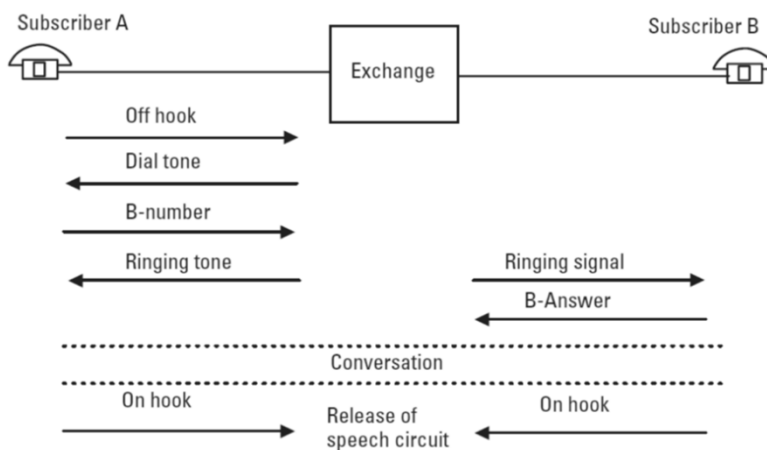 Subscriber A
Subscriber B
Exchange
Off hook
Dial tone
B-number
Ringing tone
Ringing signal
B-Answer
Conversation
On hook
On hook
Release of
speech circuit